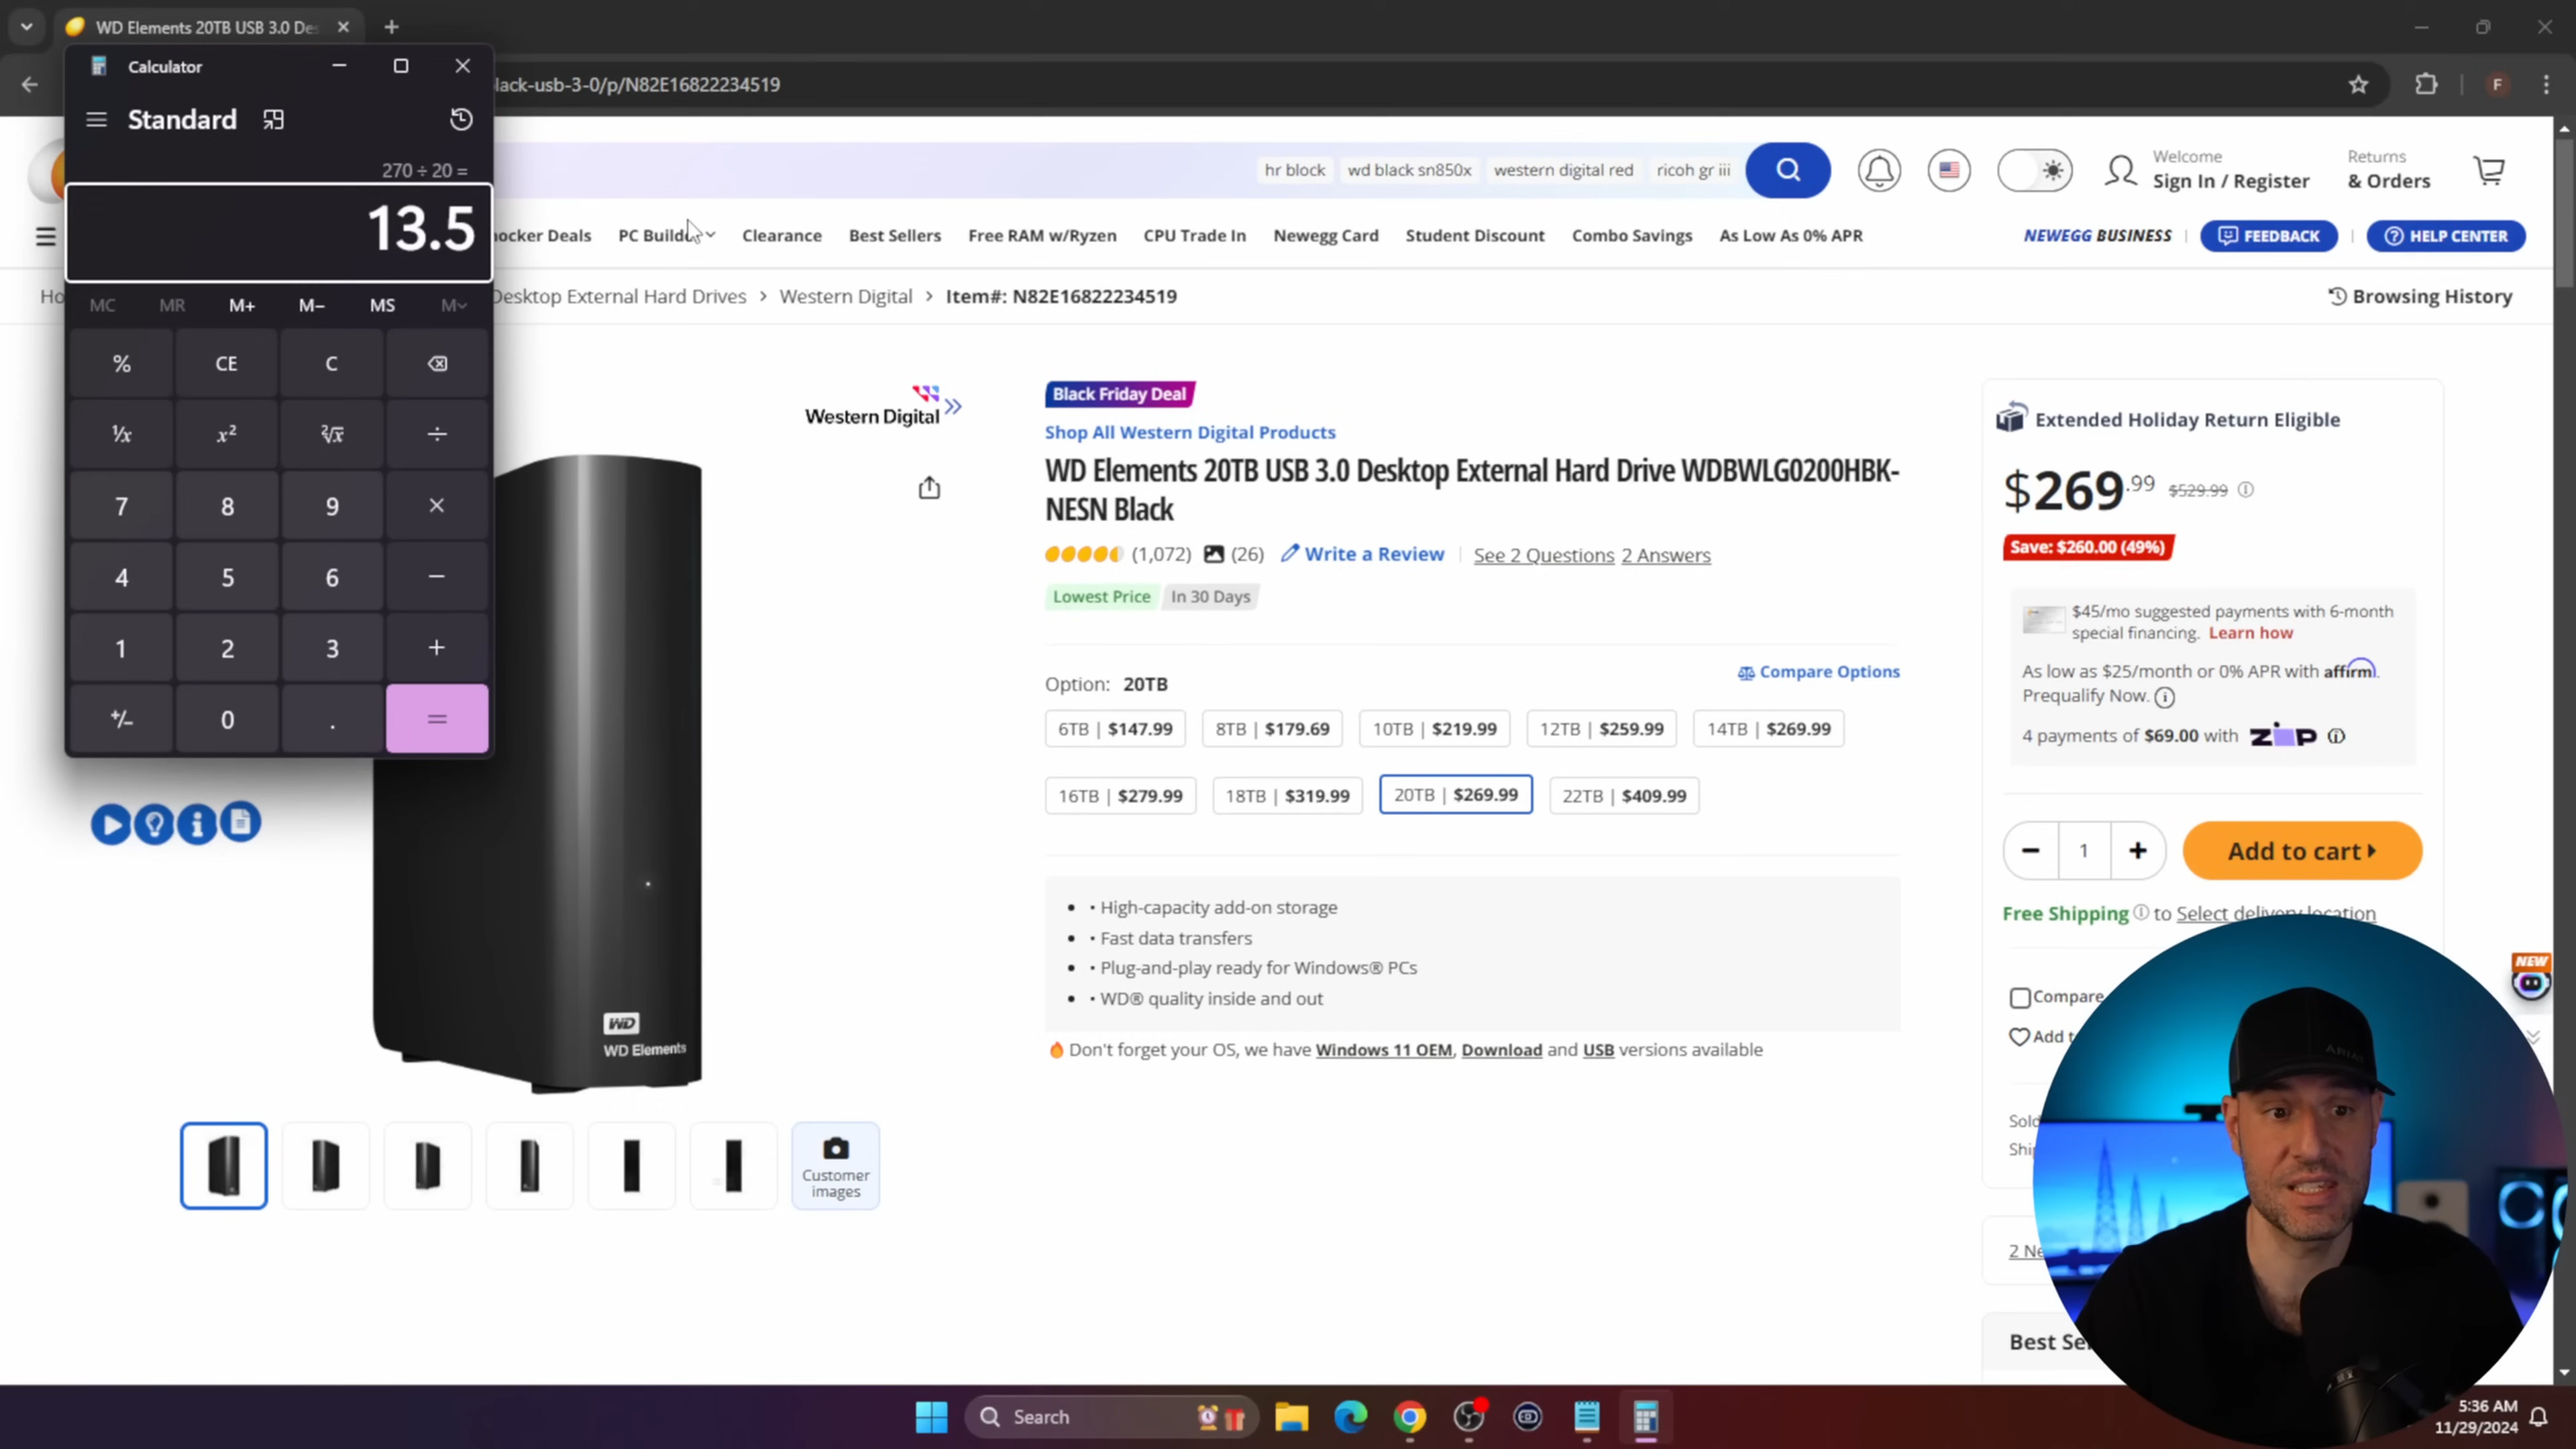 WD Elements 20TB USB 3.0 Des
Calculator
lack-usb-3-0/p/N82E16822234519
F
Standard
270 ÷ 20 =
13.5
MC MR M+ M− MS M
% CE C
⅟x x² ²√x ÷
7 8 9 ×
4 5 6 −
1 2 3 +
+/− 0 . =
hr block wd black sn850x western digital red ricoh gr iii
Welcome
Sign In / Register
Returns
& Orders
ocker Deals PC Builde Clearance Best Sellers Free RAM w/Ryzen CPU Trade In Newegg Card Student Discount Combo Savings As Low As 0% APR
NEWEGG BUSINESS FEEDBACK HELP CENTER
Ho
Desktop External Hard Drives > Western Digital > Item#: N82E16822234519
Browsing History
Western Digital
WD
WD Elements
Customer
images
Black Friday Deal
Shop All Western Digital Products
WD Elements 20TB USB 3.0 Desktop External Hard Drive WDBWLG0200HBK-
NESN Black
(1,072) (26) Write a Review See 2 Questions 2 Answers
Lowest Price In 30 Days
Option: 20TB
Compare Options
6TB | $147.99 8TB | $179.69 10TB | $219.99 12TB | $259.99 14TB | $269.99
16TB | $279.99 18TB | $319.99 20TB | $269.99 22TB | $409.99
• • High-capacity add-on storage
• • Fast data transfers
• • Plug-and-play ready for Windows® PCs
• • WD® quality inside and out
Don't forget your OS, we have Windows 11 OEM, Download and USB versions available
Extended Holiday Return Eligible
$269.99 $529.99
Save: $260.00 (49%)
$45/mo suggested payments with 6-month
special financing. Learn how
As low as $25/month or 0% APR with affirm.
Prequalify Now.
4 payments of $69.00 with zip
− 1 + Add to cart
Free Shipping to Select delivery location
NEW
Compare
Add t
Sold
Ship
2 Ne
Best Sel
Search
5:36 AM
11/29/2024